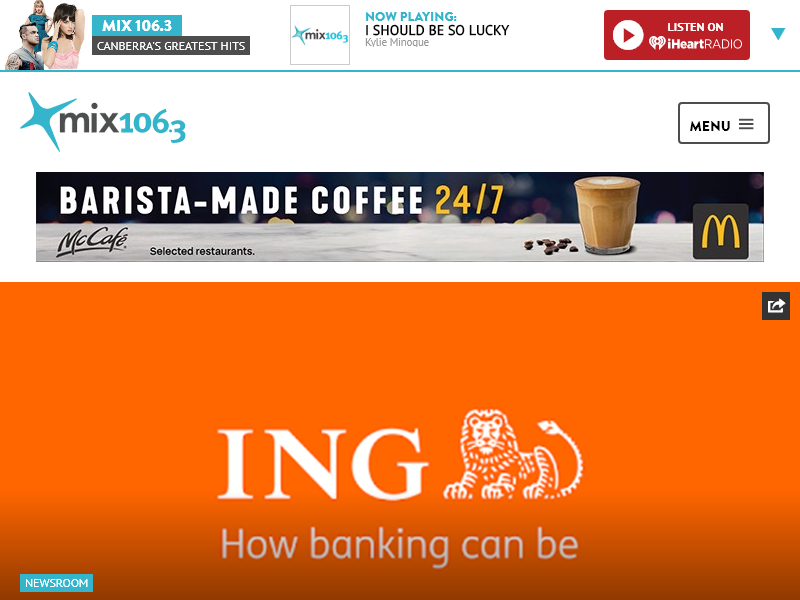 MIX 106.3
CANBERRA'S GREATEST HITS
mix106.3
NOW PLAYING:
I SHOULD BE SO LUCKY
Kylie Minogue
LISTEN ON
iHeartRADIO
mix106.3
MENU
BARISTA-MADE COFFEE 24/7
McCafé
Selected restaurants.
ING
How banking can be
NEWSROOM